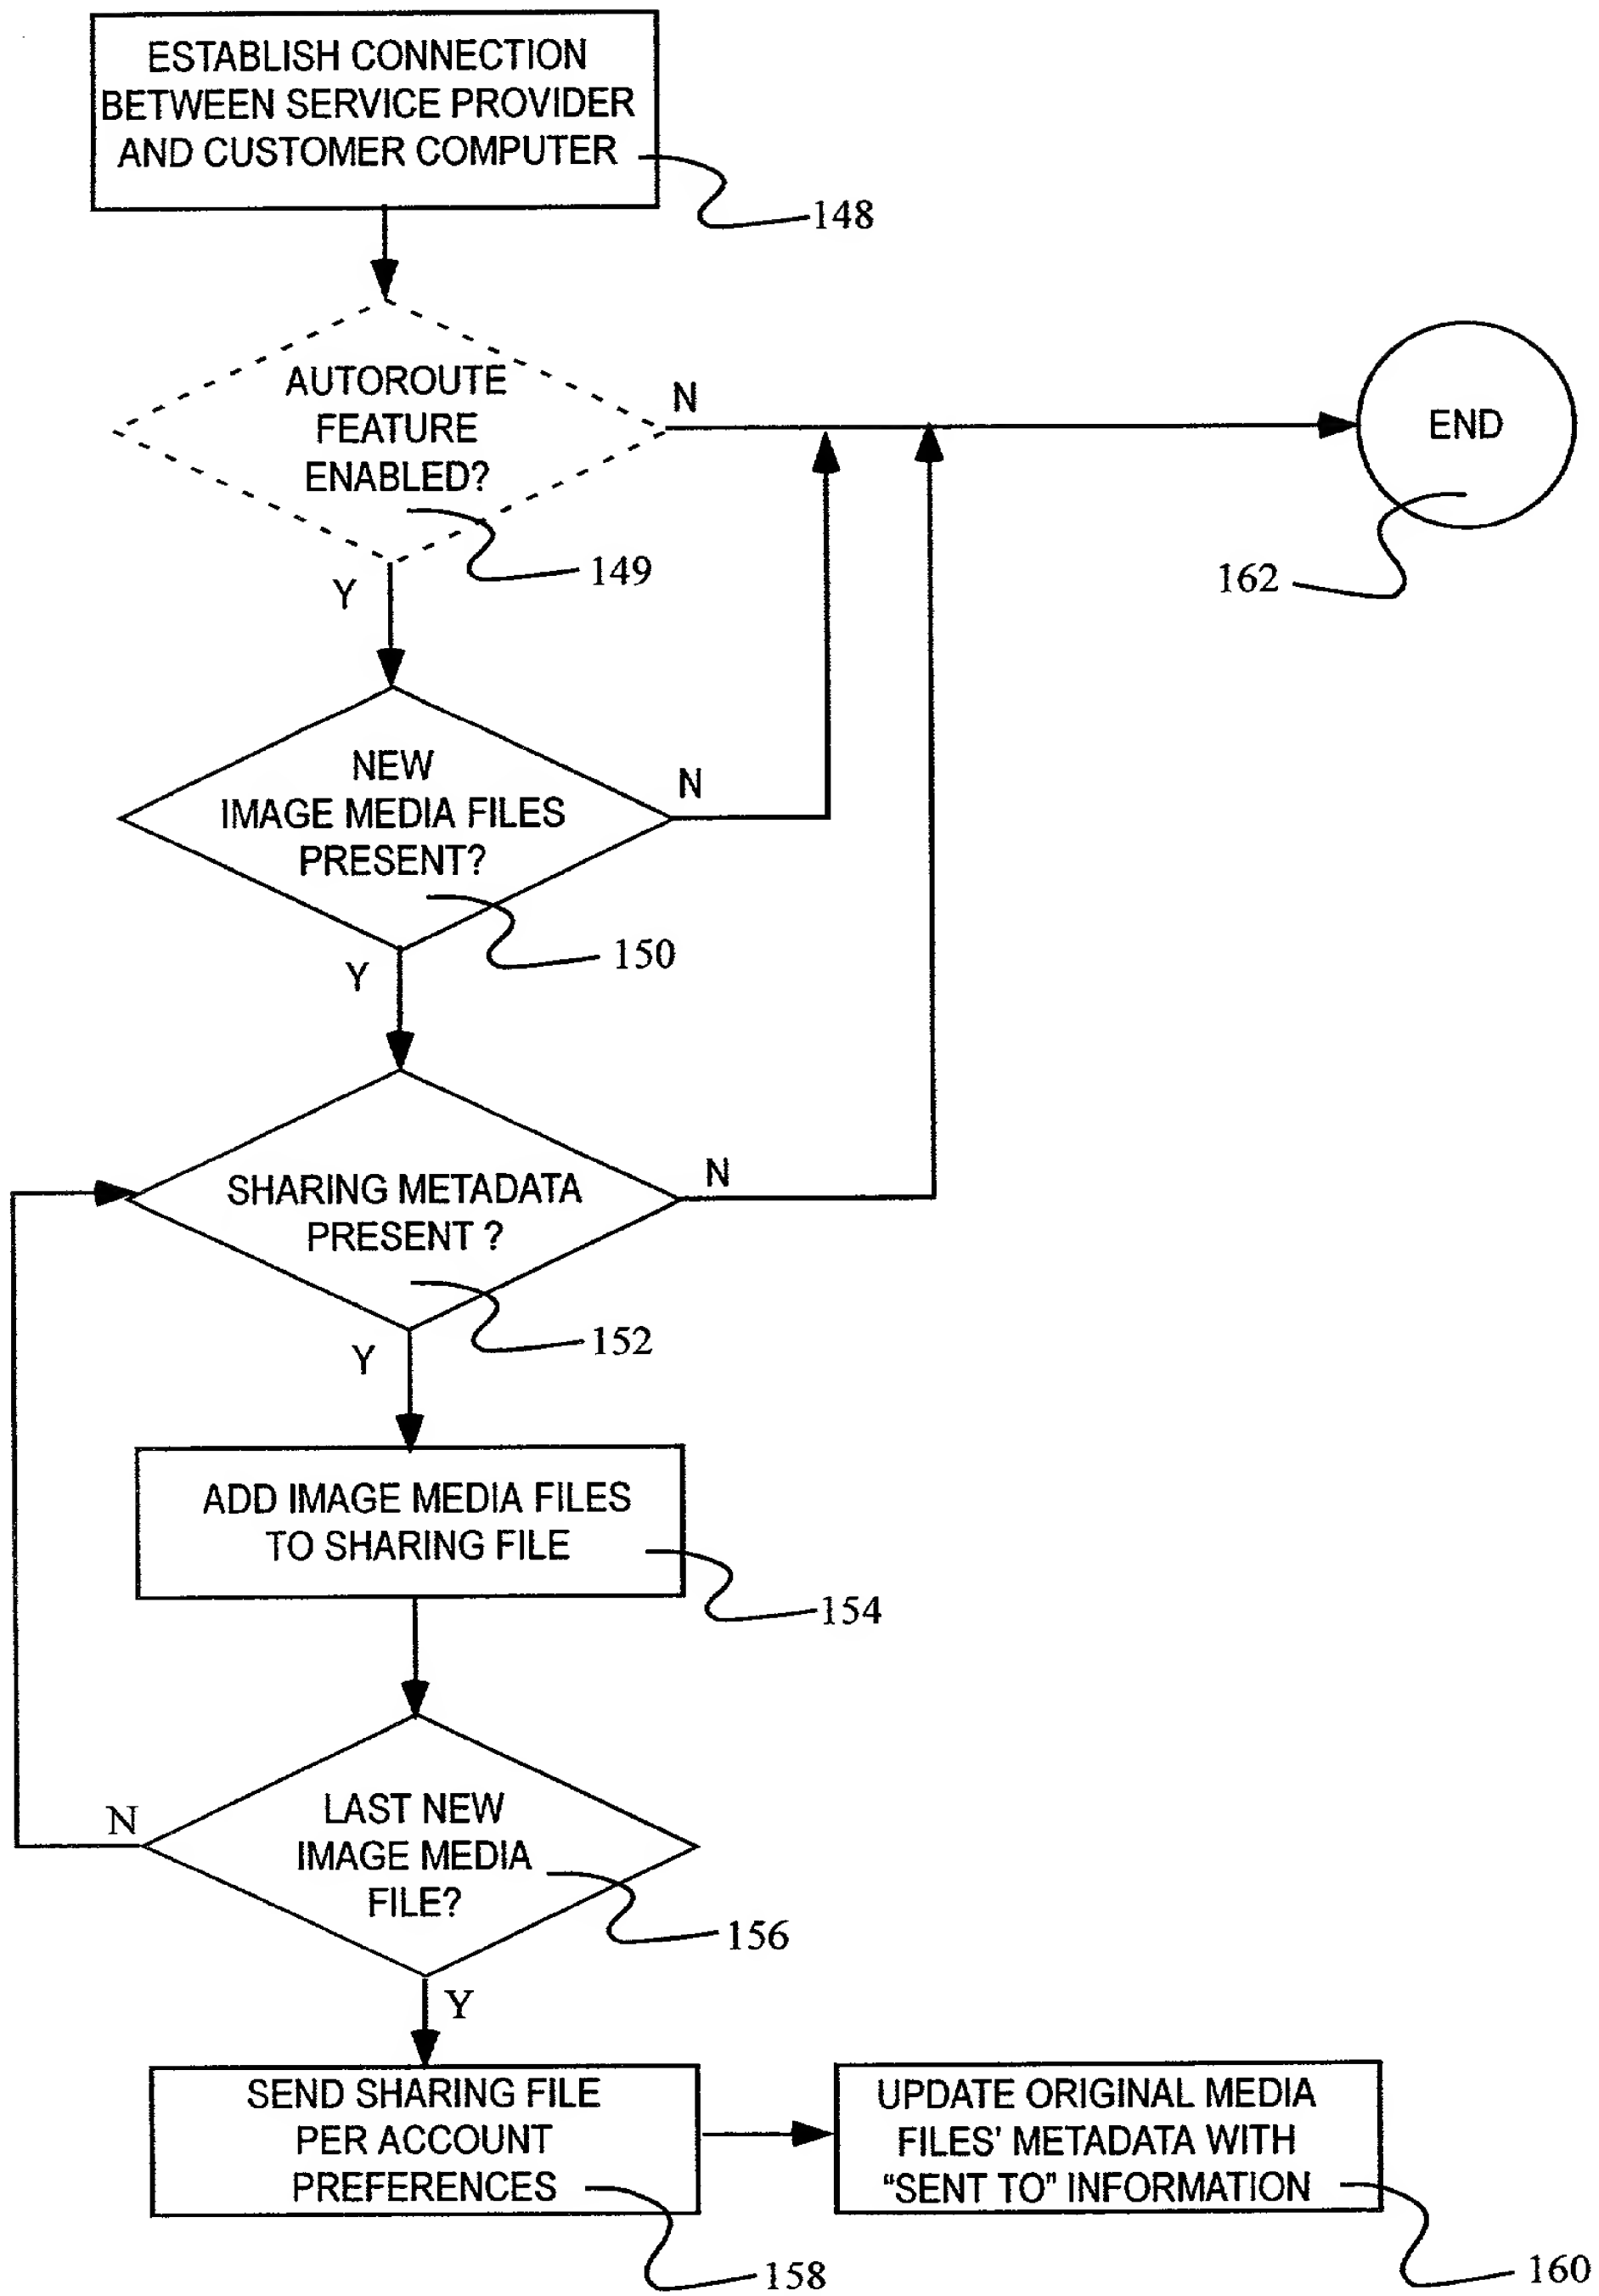 ESTABLISH CONNECTION
BETWEEN SERVICE PROVIDER
AND CUSTOMER COMPUTER
148
AUTOROUTE
FEATURE
ENABLED?
N
149
Y
END
162
NEW
IMAGE MEDIA FILES
PRESENT?
N
150
Y
SHARING METADATA
PRESENT ?
N
152
Y
ADD IMAGE MEDIA FILES
TO SHARING FILE
154
LAST NEW
IMAGE MEDIA
FILE?
N
156
Y
SEND SHARING FILE
PER ACCOUNT
PREFERENCES
158
UPDATE ORIGINAL MEDIA
FILES' METADATA WITH
“SENT TO” INFORMATION
160